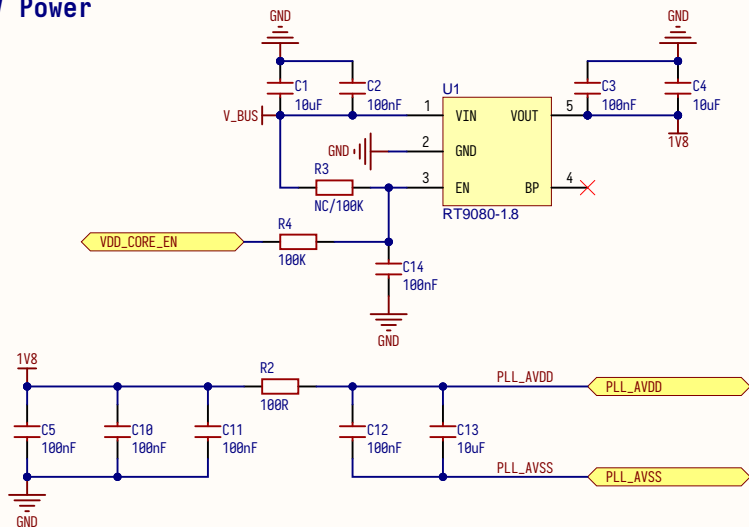 Power
GND
GND
C1
10uF
C2
100nF
U1
C3
100nF
C4
10uF
V_BUS
1
VIN
VOUT
5
1V8
GND
2
GND
R3
NC/100K
3
EN
BP
4
RT9080-1.8
VDD_CORE_EN
R4
100K
C14
100nF
GND
1V8
R2
100R
PLL_AVDD
PLL_AVDD
C5
100nF
C10
100nF
C11
100nF
C12
100nF
C13
10uF
PLL_AVSS
PLL_AVSS
GND